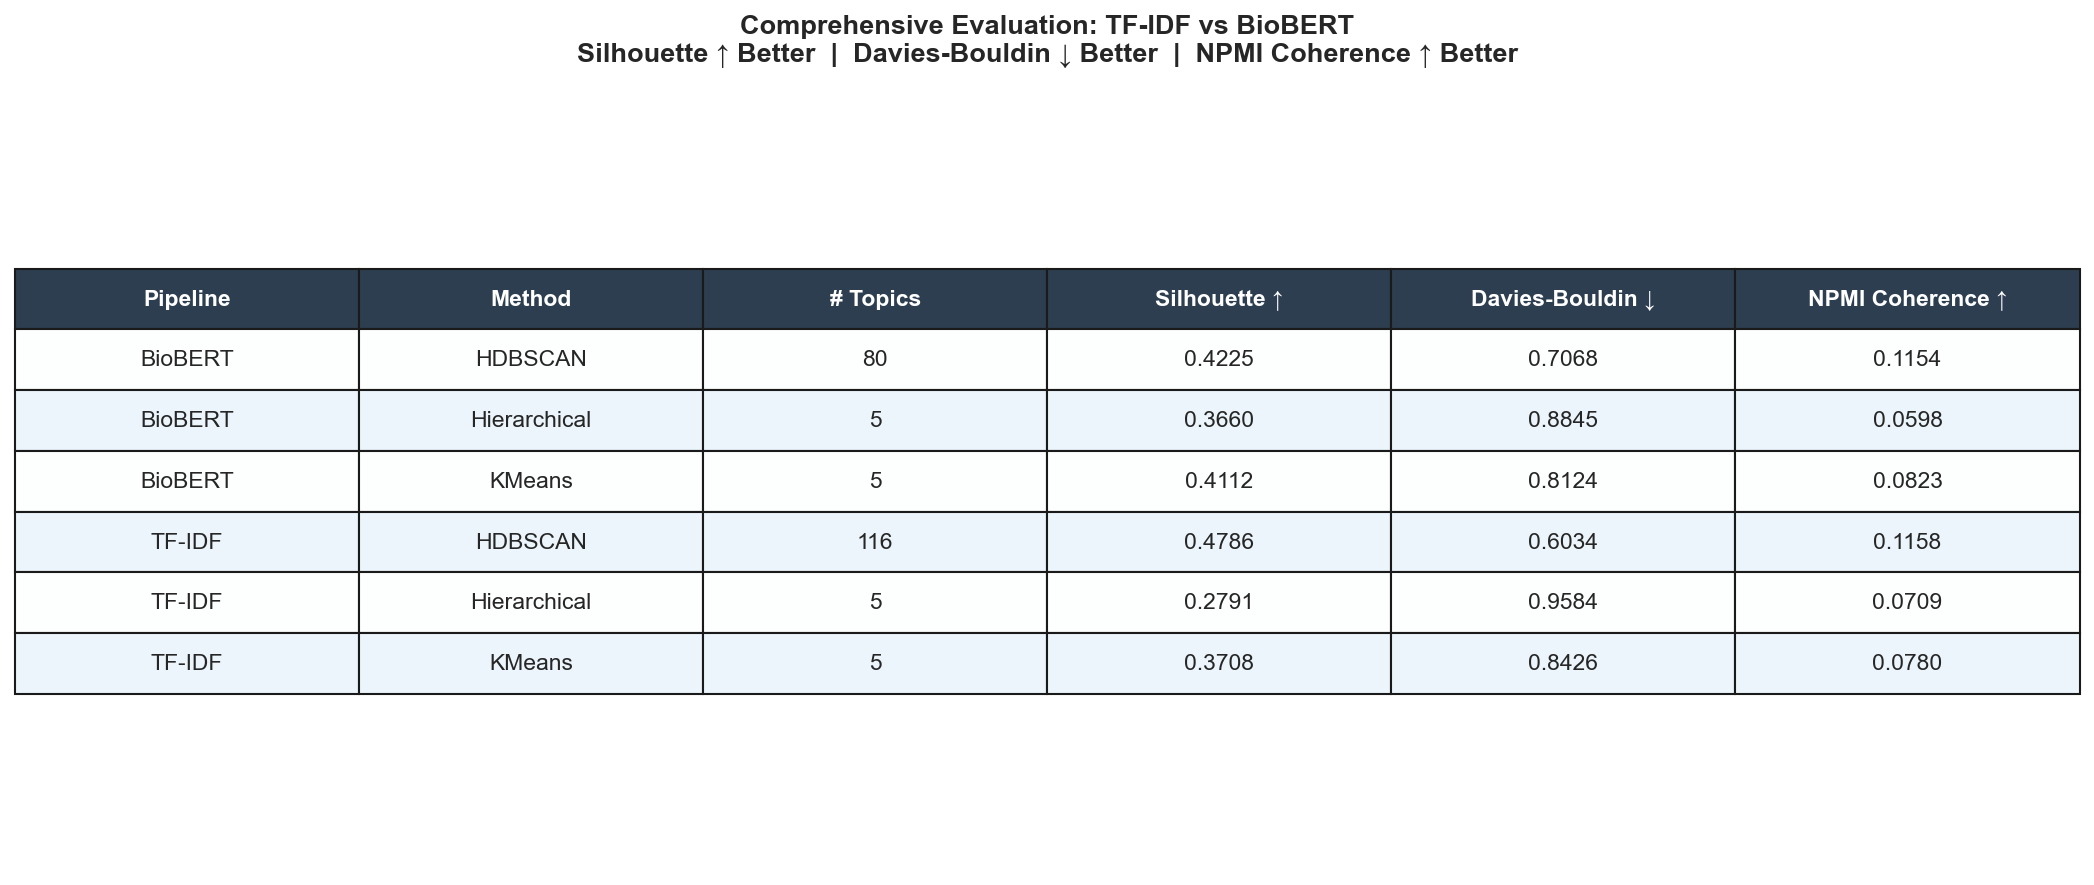 Comprehensive Evaluation: TF-IDF vs BioBERT
Silhouette ↑ Better | Davies-Bouldin ↓ Better | NPMI Coherence ↑ Better
Pipeline Method # Topics Silhouette ↑ Davies-Bouldin ↓ NPMI Coherence ↑
BioBERT HDBSCAN 80 0.4225 0.7068 0.1154
BioBERT Hierarchical 5 0.3660 0.8845 0.0598
BioBERT KMeans 5 0.4112 0.8124 0.0823
TF-IDF HDBSCAN 116 0.4786 0.6034 0.1158
TF-IDF Hierarchical 5 0.2791 0.9584 0.0709
TF-IDF KMeans 5 0.3708 0.8426 0.0780